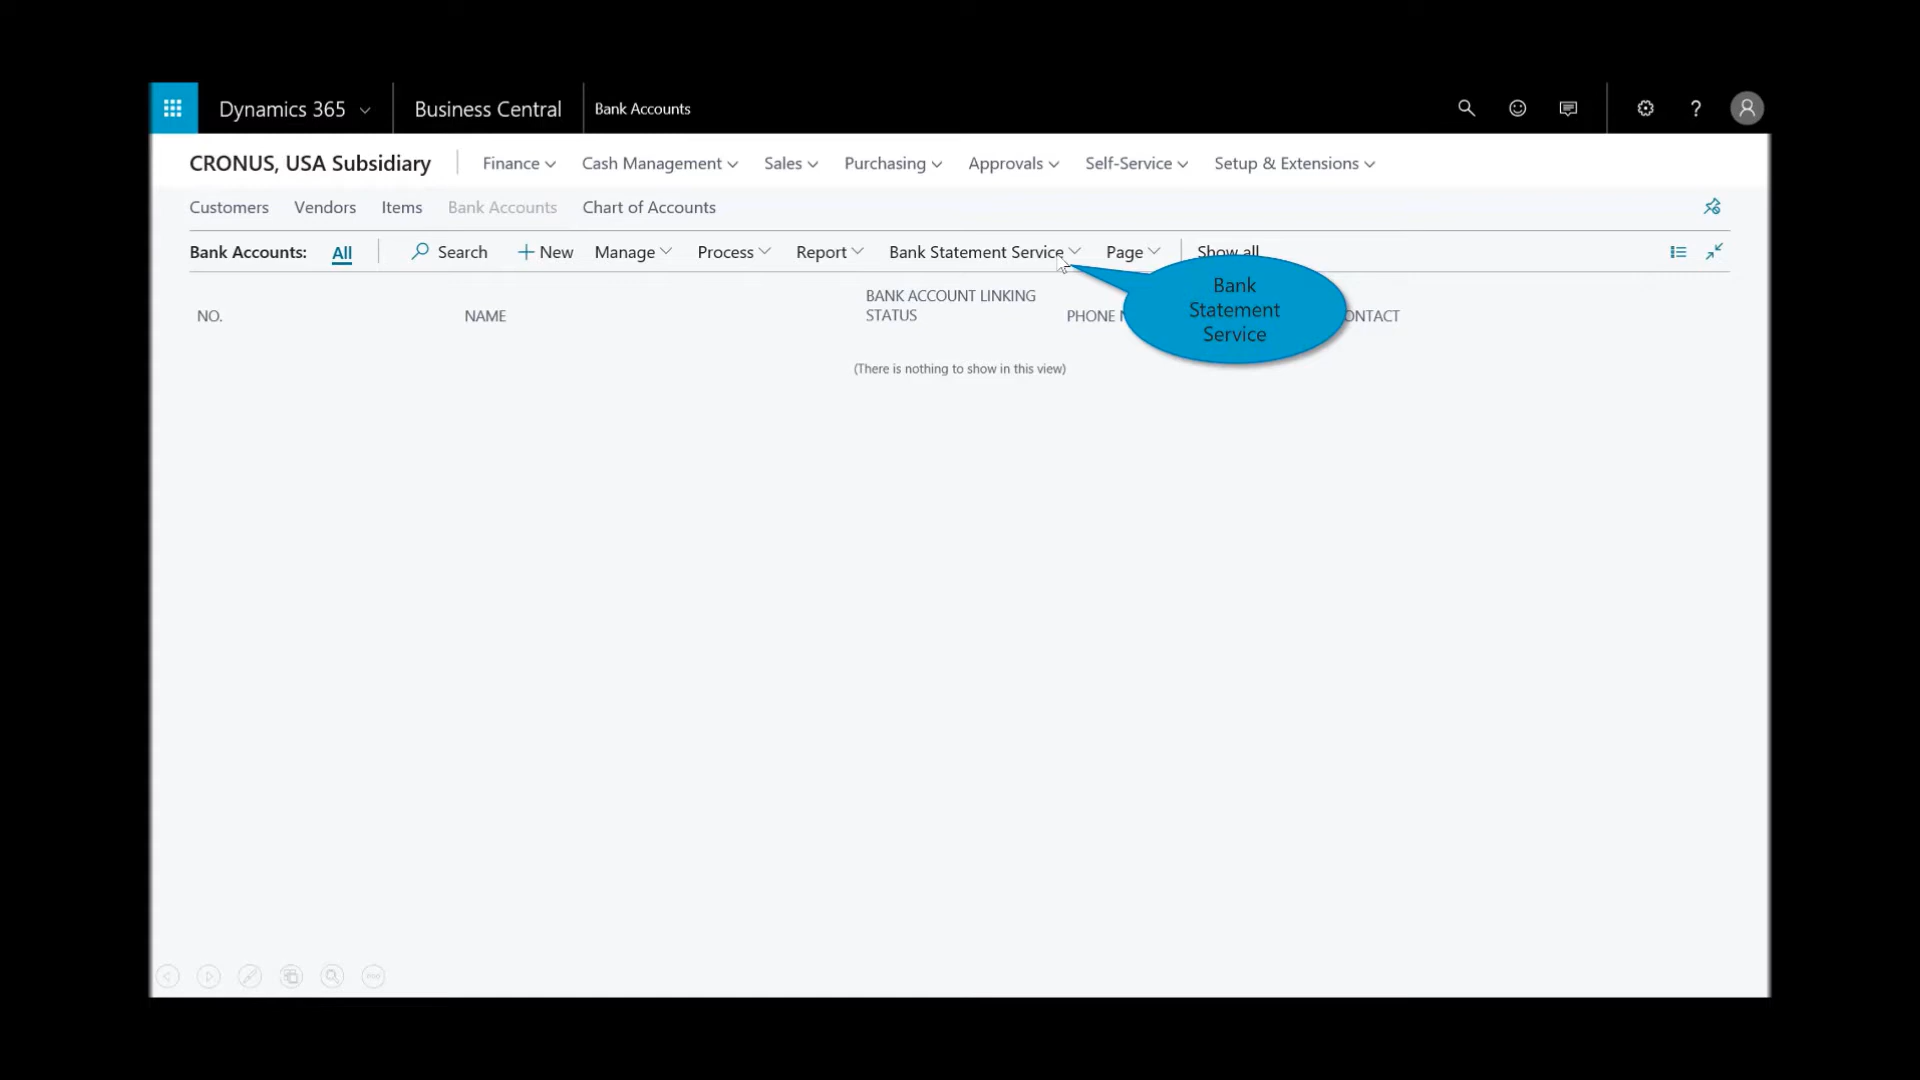 Dynamics 365 Business Central Bank Accounts
CRONUS, USA Subsidiary Finance Cash Management Sales Purchasing Approvals Self-Service Setup & Extensions
Customers Vendors Items Bank Accounts Chart of Accounts
Bank Accounts: All Search + New Manage Process Report Bank Statement Service Page Show all
NO. NAME BANK ACCOUNT LINKING STATUS PHONE
Bank
Statement
Service
(There is nothing to show in this view)